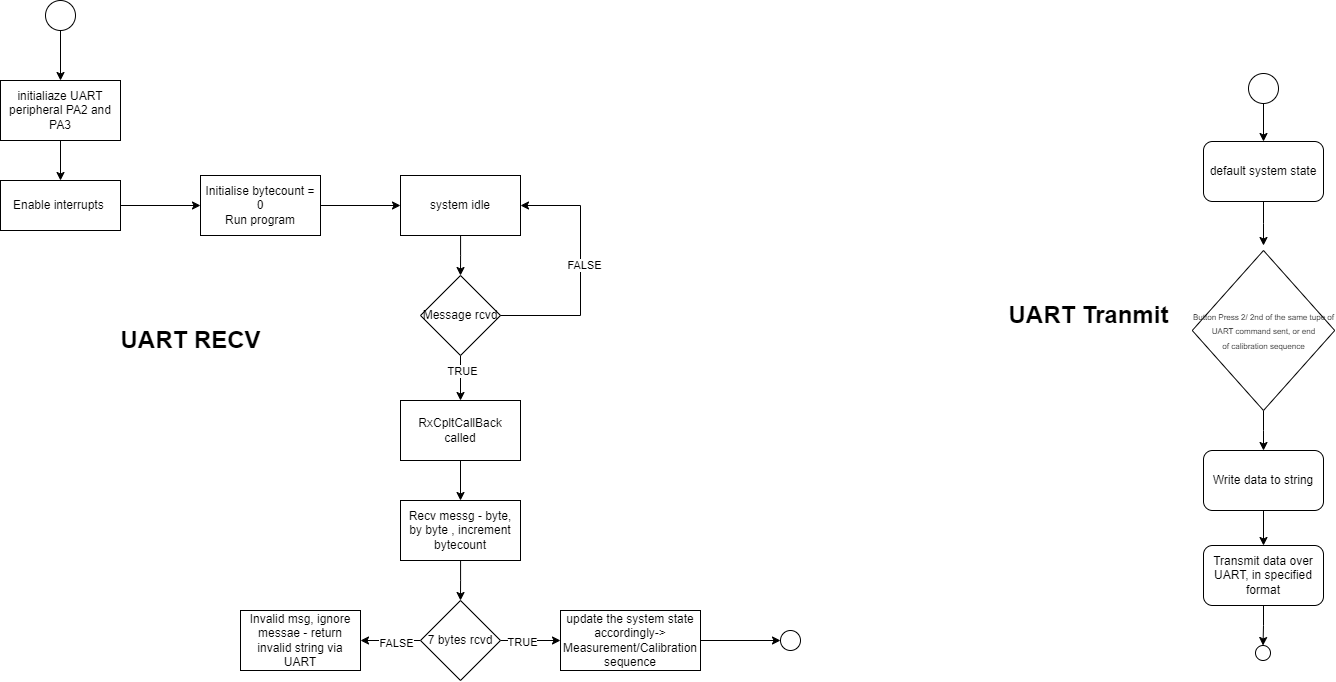 initialiaze UART
peripheral PA2 and
PA3
Enable interrupts
Initialise bytecount =
0
Run program
system idle
FALSE
Message rcvd
TRUE
UART RECV
RxCpltCallBack
called
Recv messg - byte,
by byte , increment
bytecount
7 bytes rcvd
FALSE
Invalid msg, ignore
messae - return
invalid string via
UART
TRUE
update the system state
accordingly->
Measurement/Calibration
sequence
UART Tranmit
default system state
Button Press 2/ 2nd of the same tupe of
UART command sent, or end
of calibration sequence
Write data to string
Transmit data over
UART, in specified
format